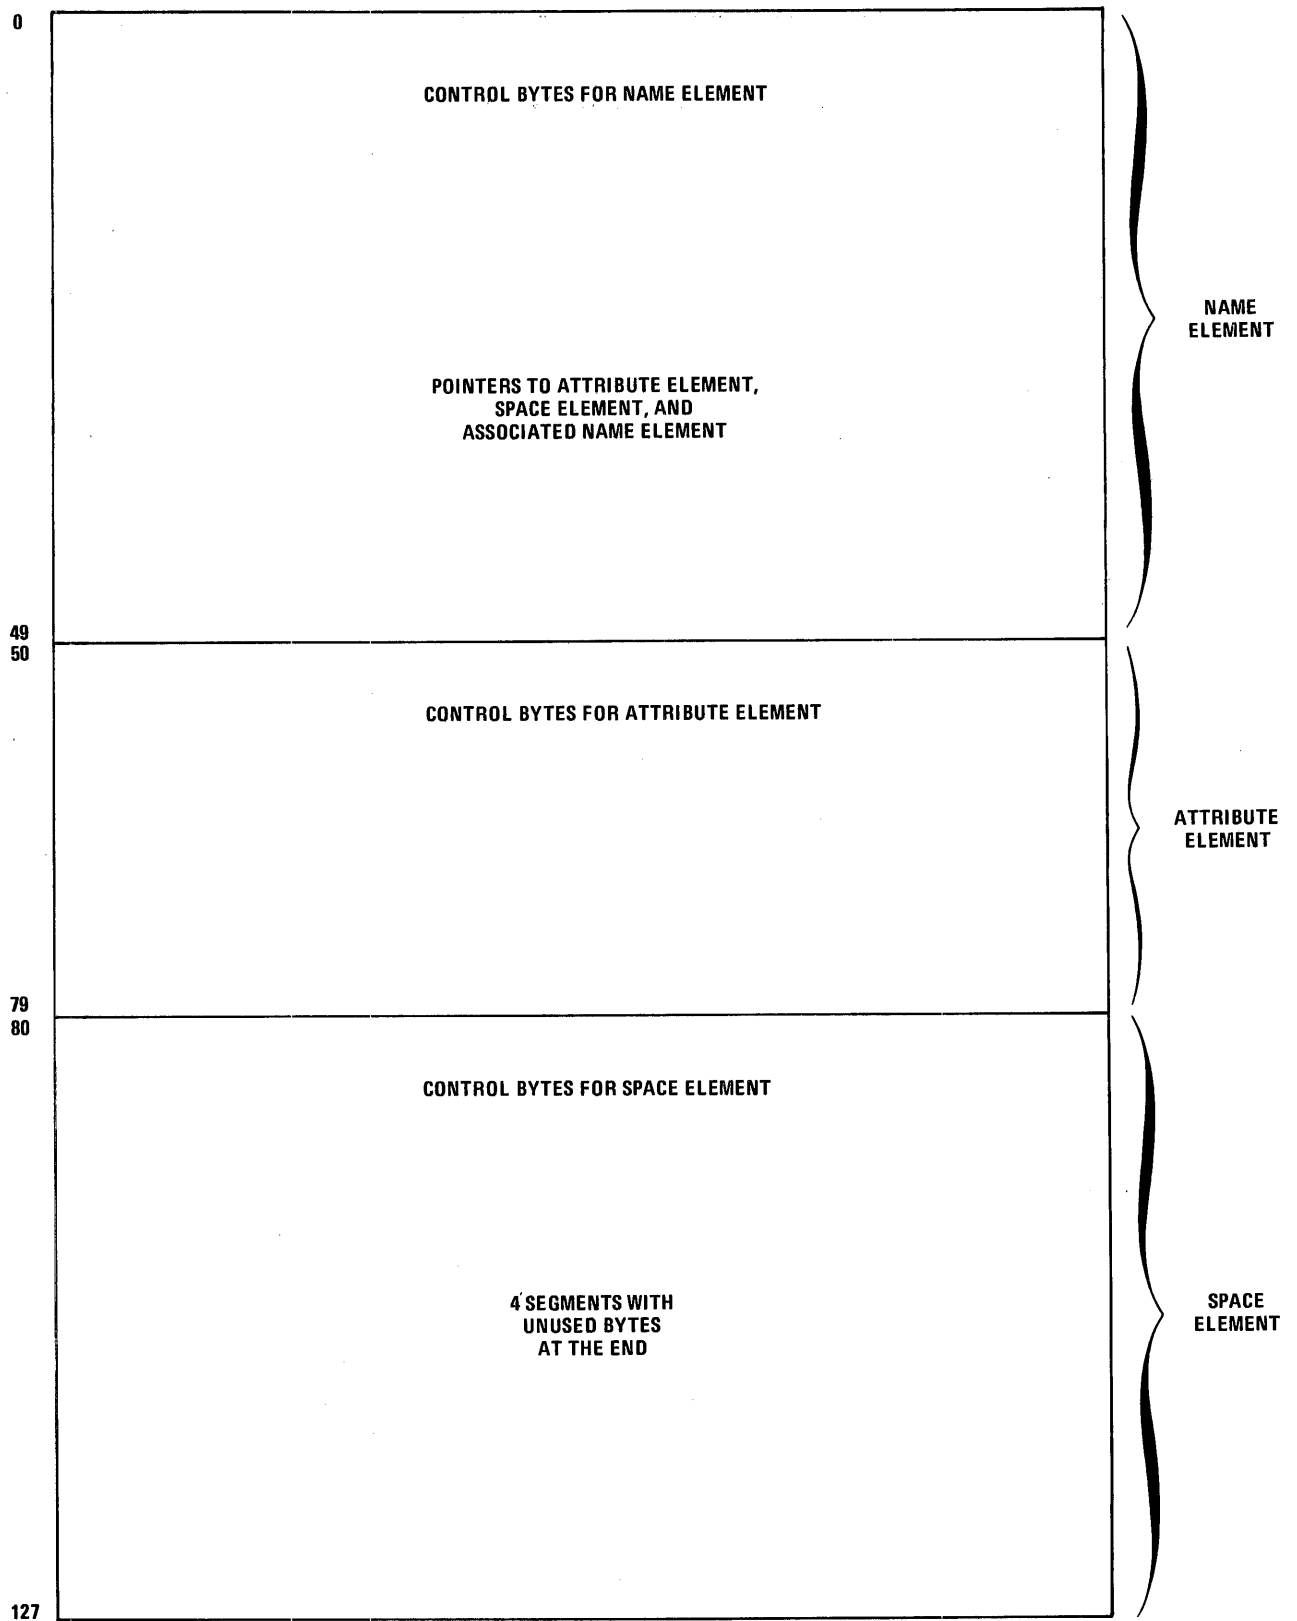 0
CONTROL BYTES FOR NAME ELEMENT
NAME
ELEMENT
POINTERS TO ATTRIBUTE ELEMENT,
SPACE ELEMENT, AND
ASSOCIATED NAME ELEMENT
49
50
CONTROL BYTES FOR ATTRIBUTE ELEMENT
ATTRIBUTE
ELEMENT
79
80
CONTROL BYTES FOR SPACE ELEMENT
4 SEGMENTS WITH
UNUSED BYTES
AT THE END
SPACE
ELEMENT
127